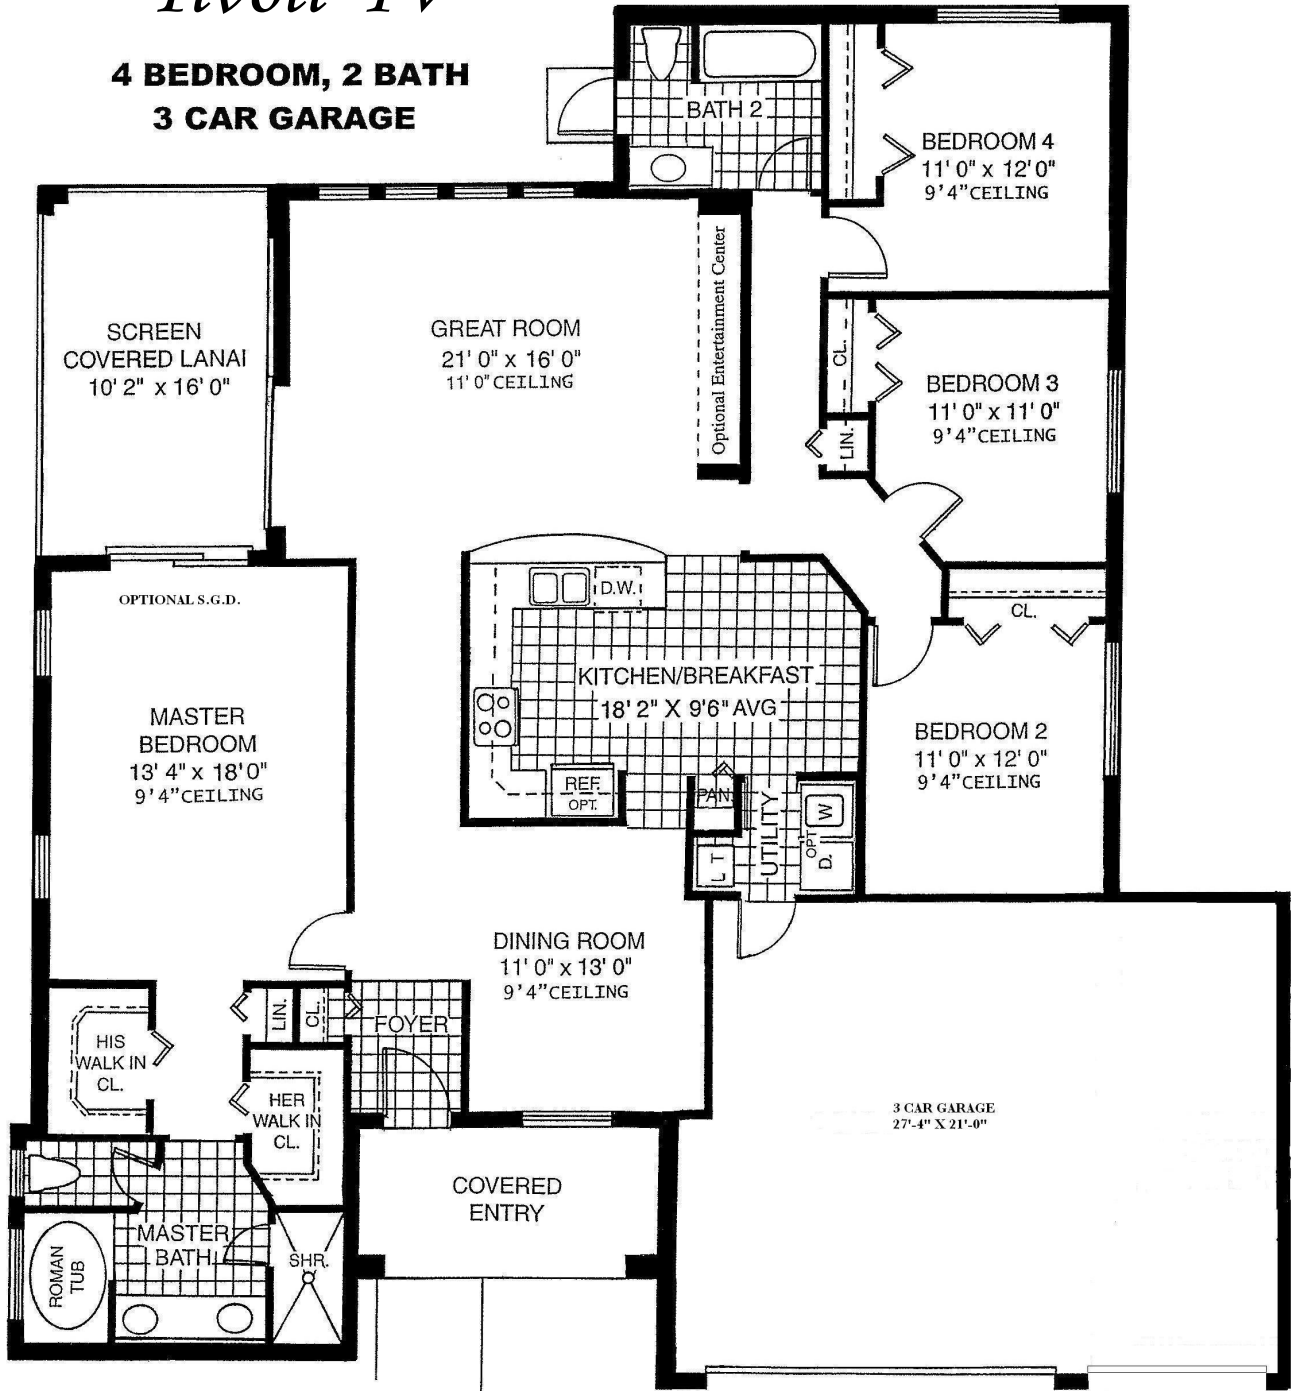 Tivoli IV
4 BEDROOM, 2 BATH
3 CAR GARAGE
BATH 2
BEDROOM 4
11' 0" x 12' 0"
9'4" CEILING
SCREEN
COVERED LANAI
10' 2" x 16' 0"
GREAT ROOM
21' 0" x 16' 0"
11' 0" CEILING
Optional Entertainment Center
CL.
BEDROOM 3
11' 0" x 11' 0"
9'4" CEILING
LIN.
OPTIONAL S.G.D.
D.W.
CL.
KITCHEN/BREAKFAST
18' 2" X 9'6" AVG
MASTER
BEDROOM
13' 4" x 18' 0"
9'4" CEILING
BEDROOM 2
11' 0" x 12' 0"
9'4" CEILING
REF.
OPT.
PAN.
UTILITY
W
OPT
D.
L T
DINING ROOM
11' 0" x 13' 0"
9'4" CEILING
LIN.
CL.
FOYER
HIS
WALK IN
CL.
HER
WALK IN
CL.
3 CAR GARAGE
27'-4" X 21'-0"
COVERED
ENTRY
MASTER
BATH
ROMAN
TUB
SHR.